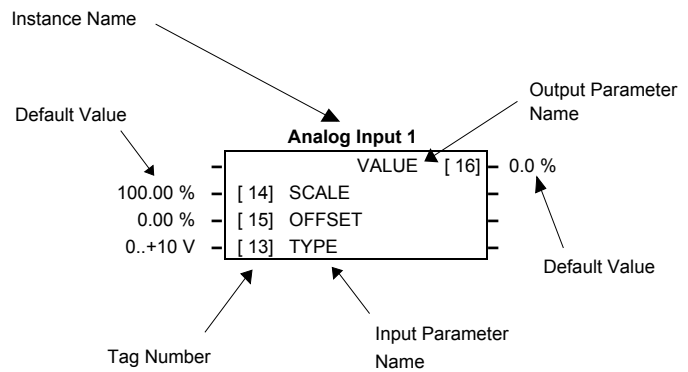 Instance Name
Output Parameter
Name
Default Value
Analog Input 1
VALUE [ 16] 0.0 %
100.00 % [ 14] SCALE
0.00 % [ 15] OFFSET
0..+10 V [ 13] TYPE
Default Value
Input Parameter
Name
Tag Number